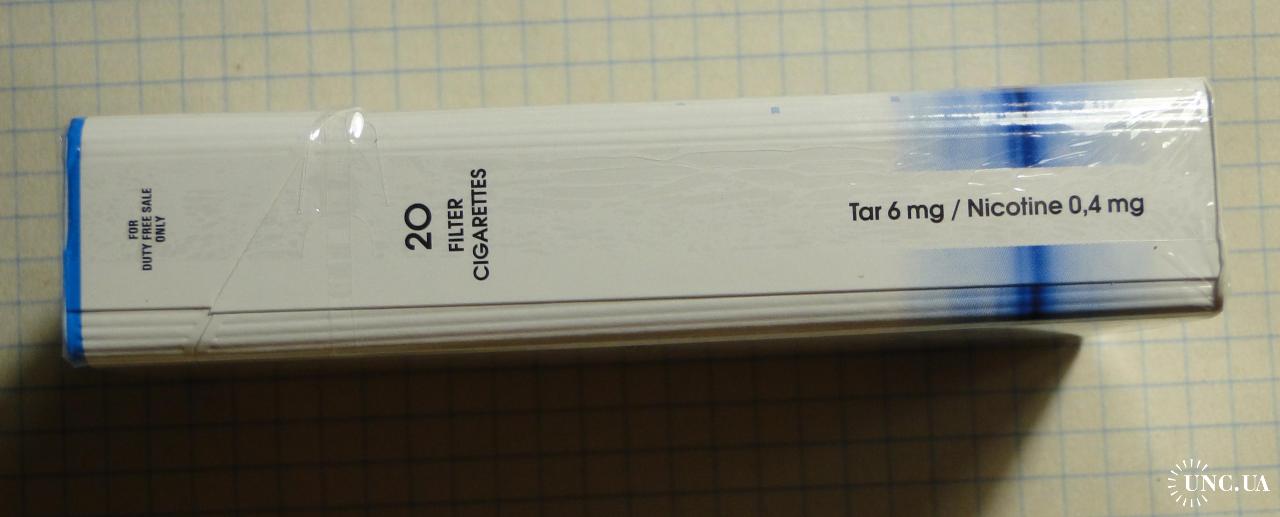 FOR
DUTY FREE SALE
ONLY
20
FILTER
CIGARETTES
Tar 6 mg / Nicotine 0,4 mg
UNC.UA